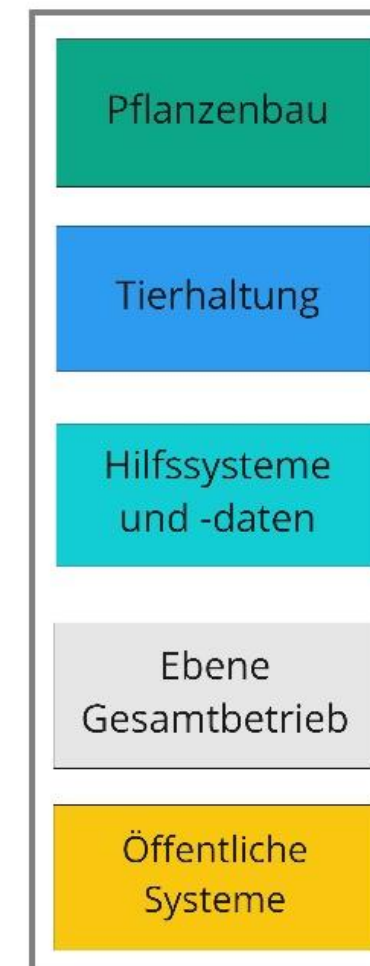 Pflanzenbau
Tierhaltung
Hilfssysteme
und -daten
Ebene
Gesamtbetrieb
Öffentliche
Systeme